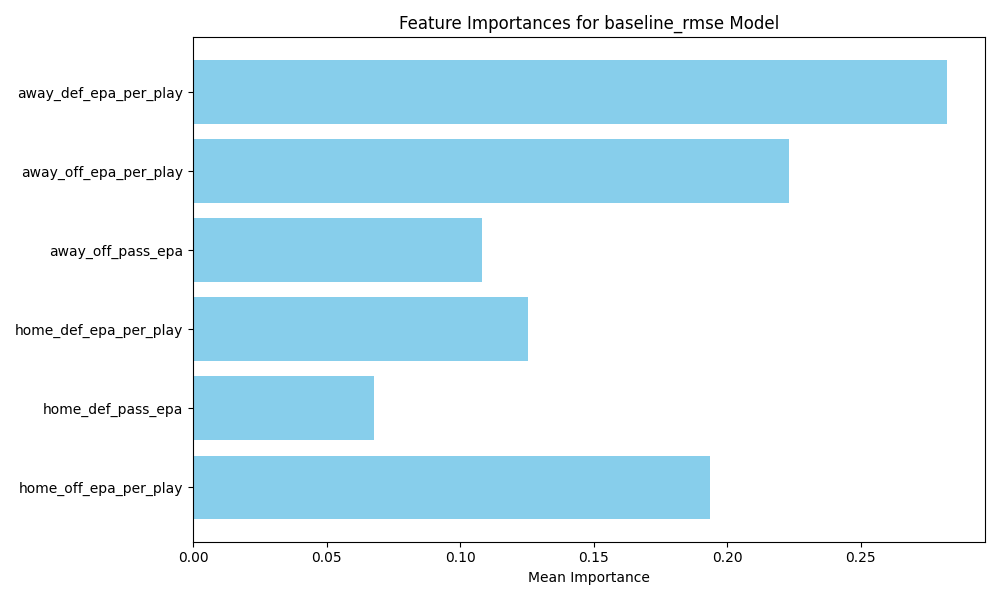 Feature Importances for baseline_rmse Model
away_def_epa_per_play
away_off_epa_per_play
away_off_pass_epa
home_def_epa_per_play
home_def_pass_epa
home_off_epa_per_play
0.00 0.05 0.10 0.15 0.20 0.25
Mean Importance